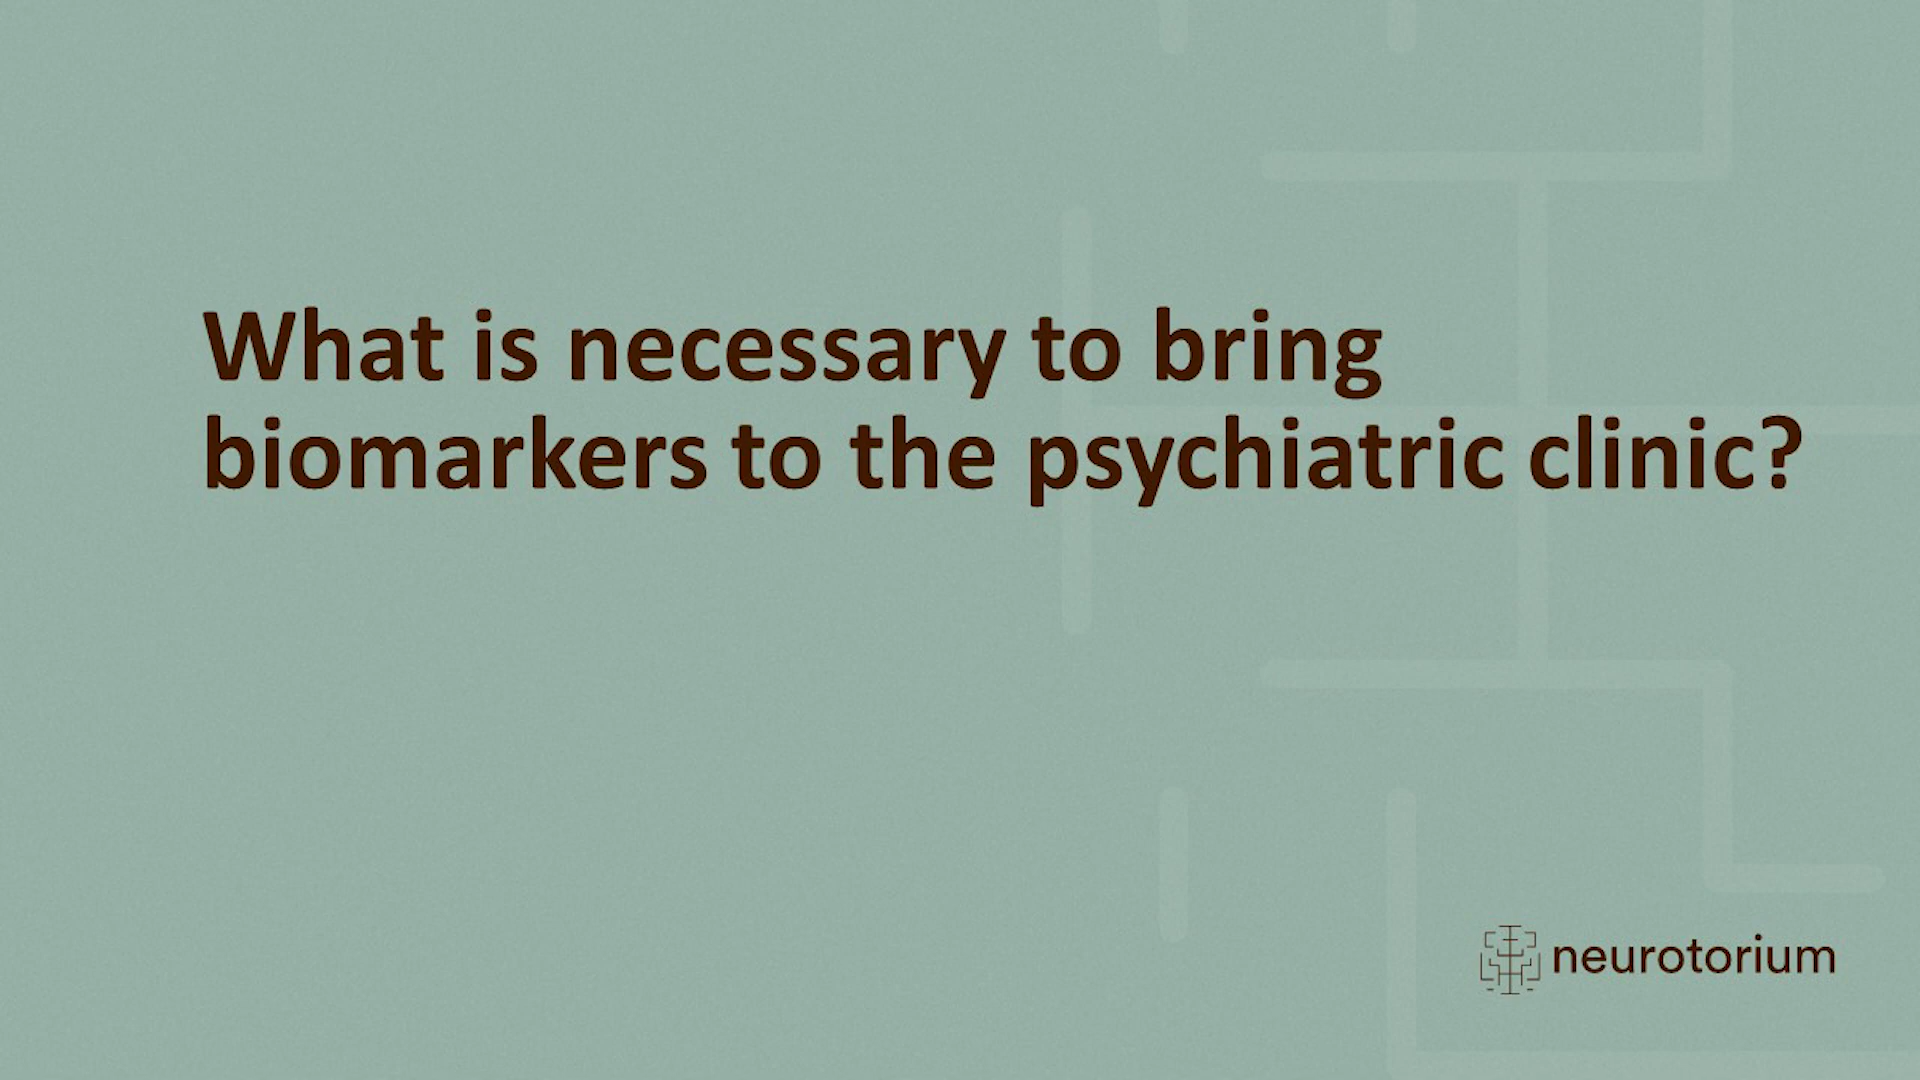 What is necessary to bring
biomarkers to the psychiatric clinic?
neurotorium